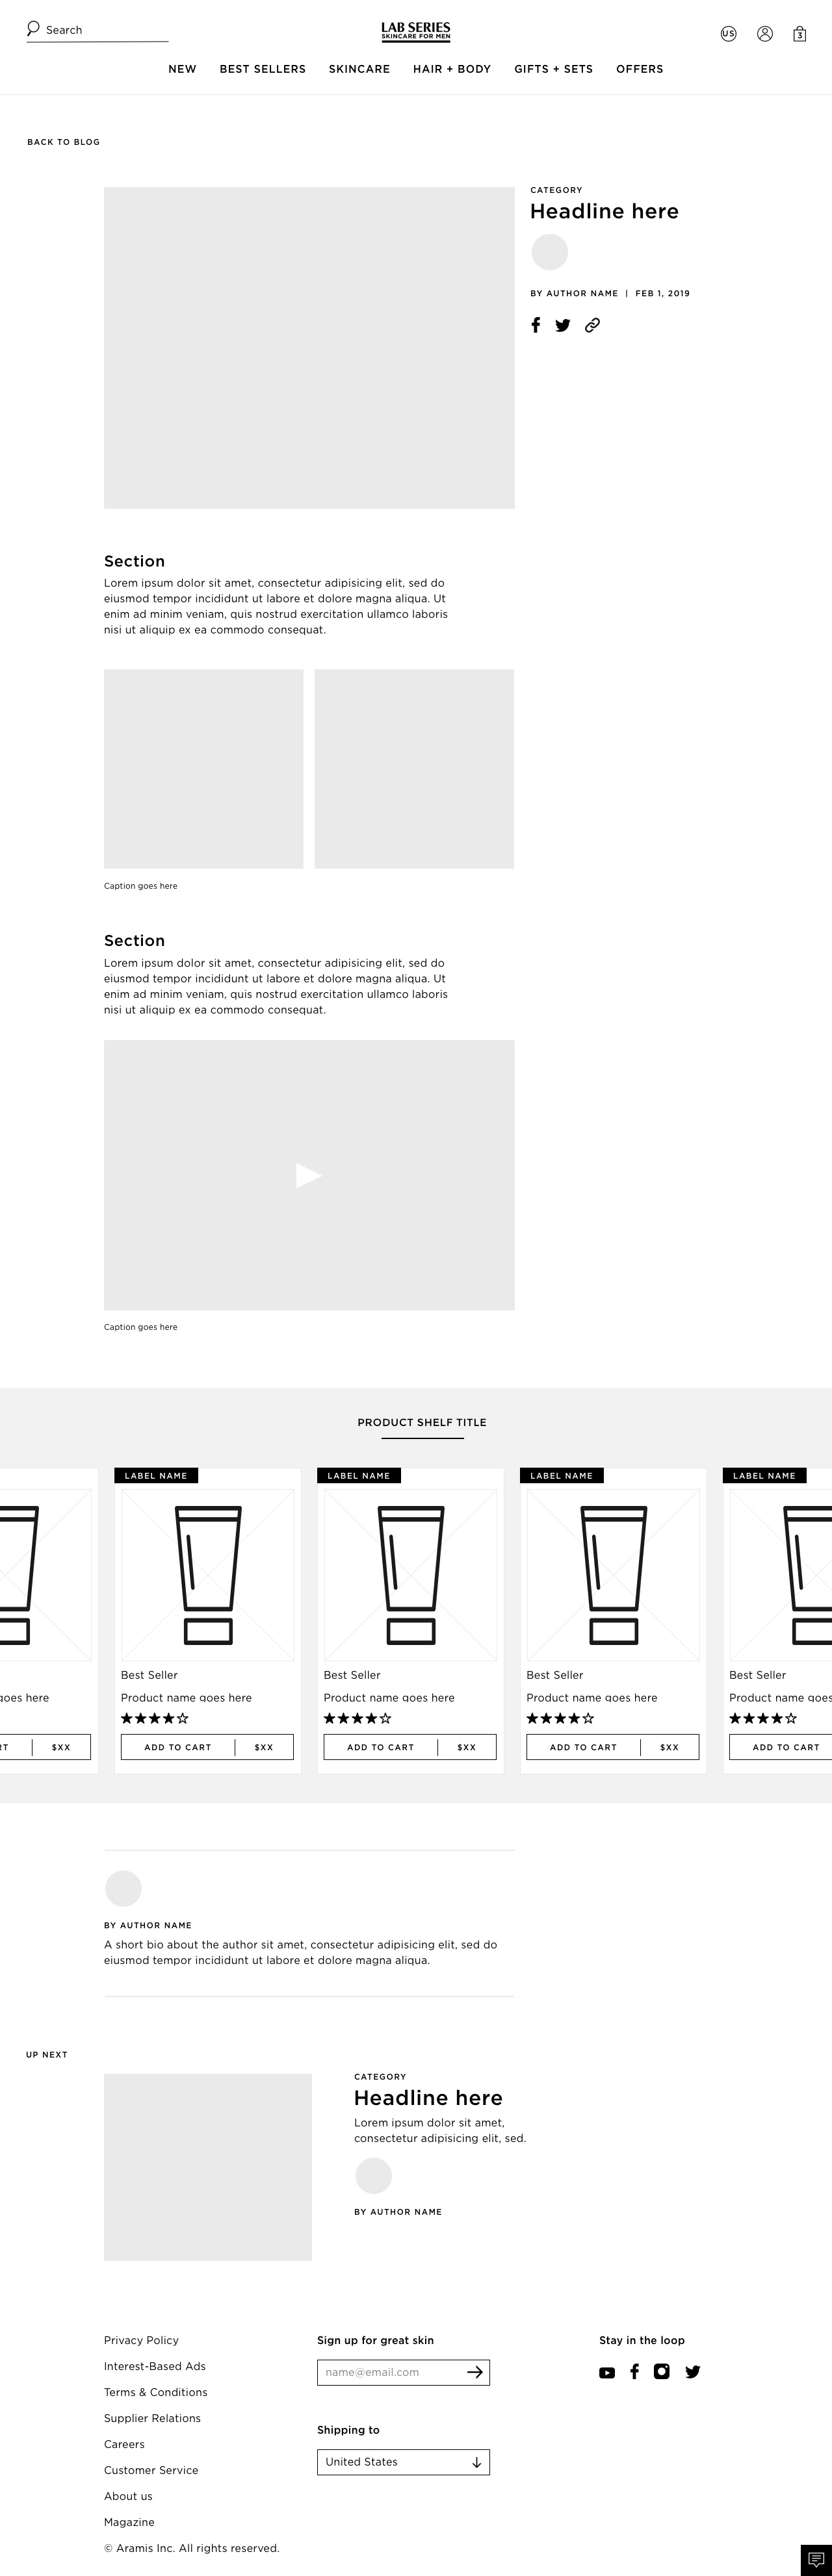 Search
LAB SERIES
SKINCARE FOR MEN
US
3
NEW BEST SELLERS SKINCARE HAIR + BODY GIFTS + SETS OFFERS
BACK TO BLOG
CATEGORY
Headline here
BY AUTHOR NAME | FEB 1, 2019
Section
Lorem ipsum dolor sit amet, consectetur adipisicing elit, sed do
eiusmod tempor incididunt ut labore et dolore magna aliqua. Ut
enim ad minim veniam, quis nostrud exercitation ullamco laboris
nisi ut aliquip ex ea commodo consequat.
Caption goes here
Section
Lorem ipsum dolor sit amet, consectetur adipisicing elit, sed do
eiusmod tempor incididunt ut labore et dolore magna aliqua. Ut
enim ad minim veniam, quis nostrud exercitation ullamco laboris
nisi ut aliquip ex ea commodo consequat.
Caption goes here
PRODUCT SHELF TITLE
goes here
RT $XX
LABEL NAME
Best Seller
Product name goes here
ADD TO CART $XX
LABEL NAME
Best Seller
Product name goes here
ADD TO CART $XX
LABEL NAME
Best Seller
Product name goes here
ADD TO CART $XX
LABEL NAME
Best Seller
Product name goes
ADD TO CART
BY AUTHOR NAME
A short bio about the author sit amet, consectetur adipisicing elit, sed do
eiusmod tempor incididunt ut labore et dolore magna aliqua.
UP NEXT
CATEGORY
Headline here
Lorem ipsum dolor sit amet,
consectetur adipisicing elit, sed.
BY AUTHOR NAME
Privacy Policy
Interest-Based Ads
Terms & Conditions
Supplier Relations
Careers
Customer Service
About us
Magazine
© Aramis Inc. All rights reserved.
Sign up for great skin
name@email.com
Shipping to
United States
Stay in the loop